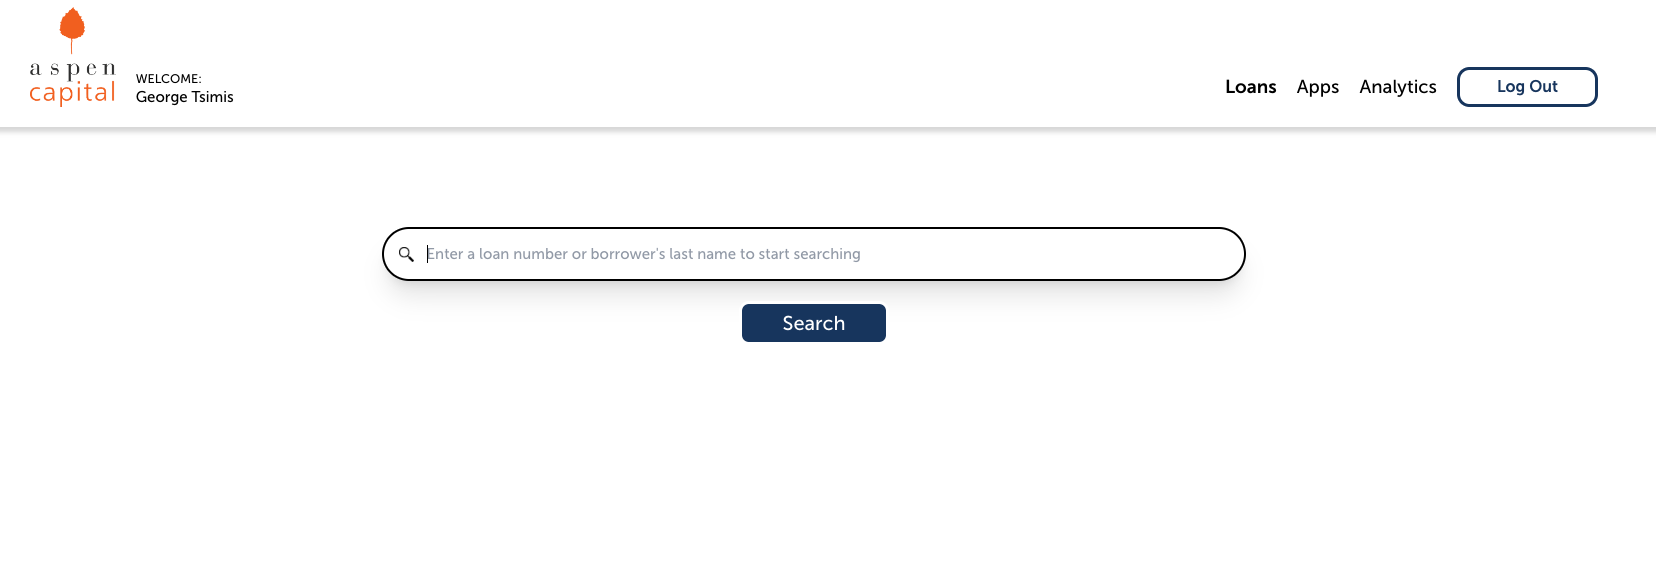 aspen
capital
WELCOME:
George Tsimis
Loans
Apps
Analytics
Log Out
Enter a loan number or borrower's last name to start searching
Search